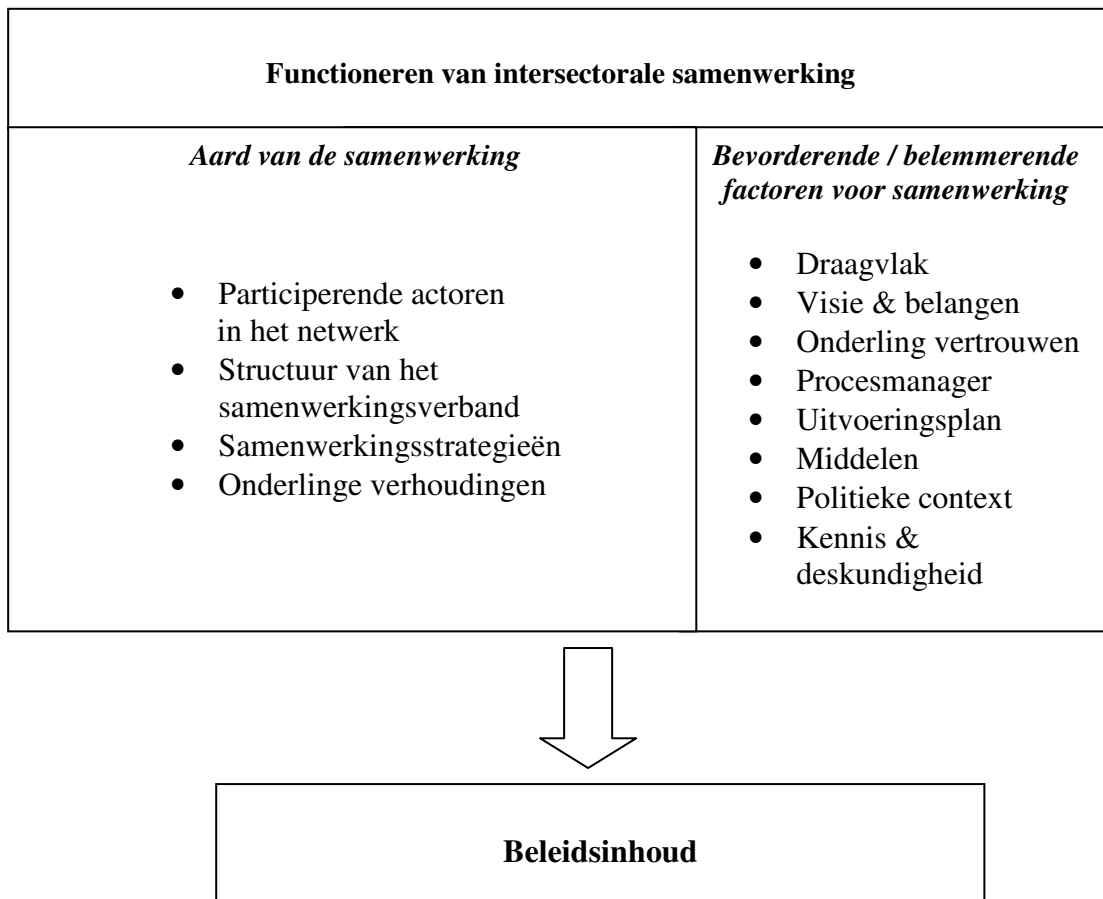 Functioneren van intersectorale samenwerking
Aard van de samenwerking
• Participerende actoren
in het netwerk
• Structuur van het
samenwerkingsverband
• Samenwerkingsstrategieën
• Onderlinge verhoudingen
Bevorderende / belemmerende
factoren voor samenwerking
• Draagvlak
• Visie & belangen
• Onderling vertrouwen
• Procesmanager
• Uitvoeringsplan
• Middelen
• Politieke context
• Kennis &
deskundigheid
Beleidsinhoud